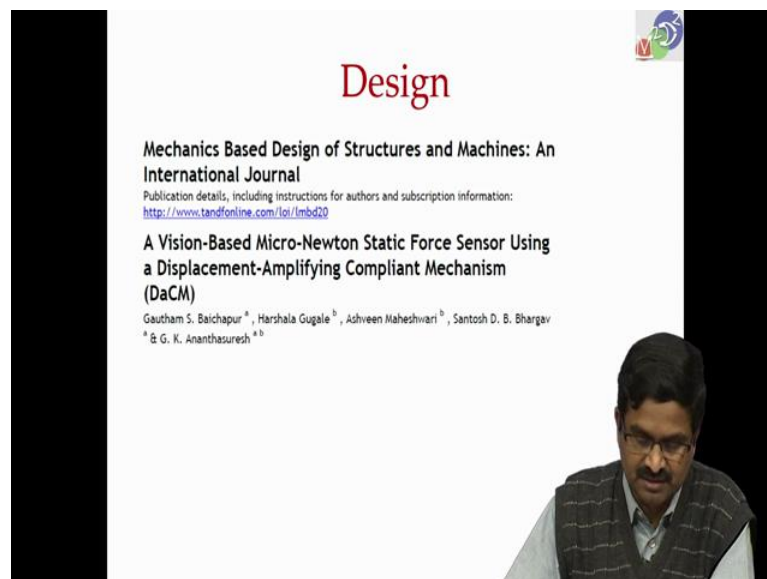 Design
Mechanics Based Design of Structures and Machines: An
International Journal
Publication details, including instructions for authors and subscription information:
http://www.tandfonline.com/loi/lmbd20
A Vision-Based Micro-Newton Static Force Sensor Using
a Displacement-Amplifying Compliant Mechanism
(DaCM)
Gautham S. Baichapur a , Harshala Gugale b , Ashveen Maheshwari b , Santosh D. B. Bhargav
a & G. K. Ananthasuresh a b